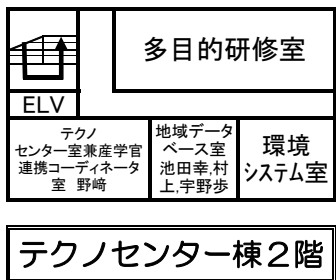 多目的研修室
ELV
テクノ
センター室兼産学官
連携コーディネータ
室 野﨑
地域データ
ベース室
池田幸,村
上,宇野歩
環境
システム室
テクノセンター棟2階